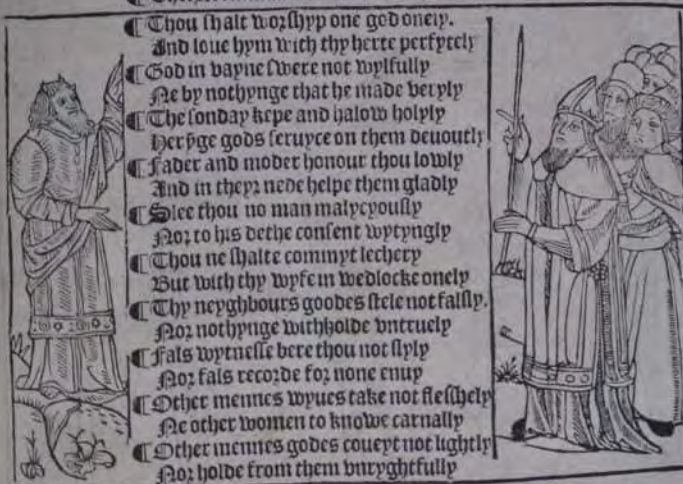 ¶ Thou ſhalt worſhyp one god onely.
And loue hym with thy herte perfytely
¶ God in vayne ſwere not wylfully
Ne by nothynge that he made veryly
¶ The ſonday kepe and halow holyly
Herȳge gods ſeruyce on them deuoutly
¶ Fader and moder honour thou lowly
And in theyr nede helpe them gladly
¶ Slee thou no man malycyouſly
Nor to his dethe conſent wytyngly
¶ Thou ne ſhalte commyt lechery
But with thy wyfe in wedlocke onely
¶ Thy neyghbours goodes ſtele not falſly.
Nor nothynge withholde vntruely
¶ Fals wytneſſe bere thou not ſlyly
Nor fals recorde for none enuy
¶ Other mennes wyues take not fleſſhely
Ne other women to knowe carnally
¶ Other mennes godes coueyt not lightly
Nor holde from them vnryghtfully